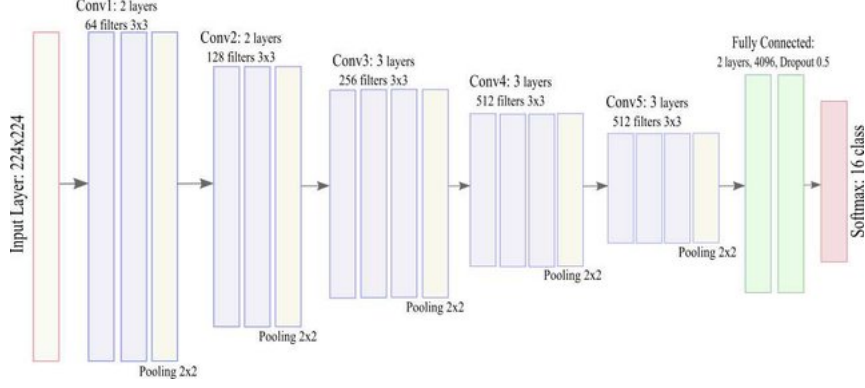 Input Layer: 224x224
Conv1: 2 layers
64 filters 3x3
Pooling 2x2
Conv2: 2 layers
128 filters 3x3
Pooling 2x2
Conv3: 3 layers
256 filters 3x3
Pooling 2x2
Conv4: 3 layers
512 filters 3x3
Pooling 2x2
Conv5: 3 layers
512 filters 3x3
Pooling 2x2
Fully Connected:
2 layers, 4096, Dropout 0.5
Softmax: 16 class